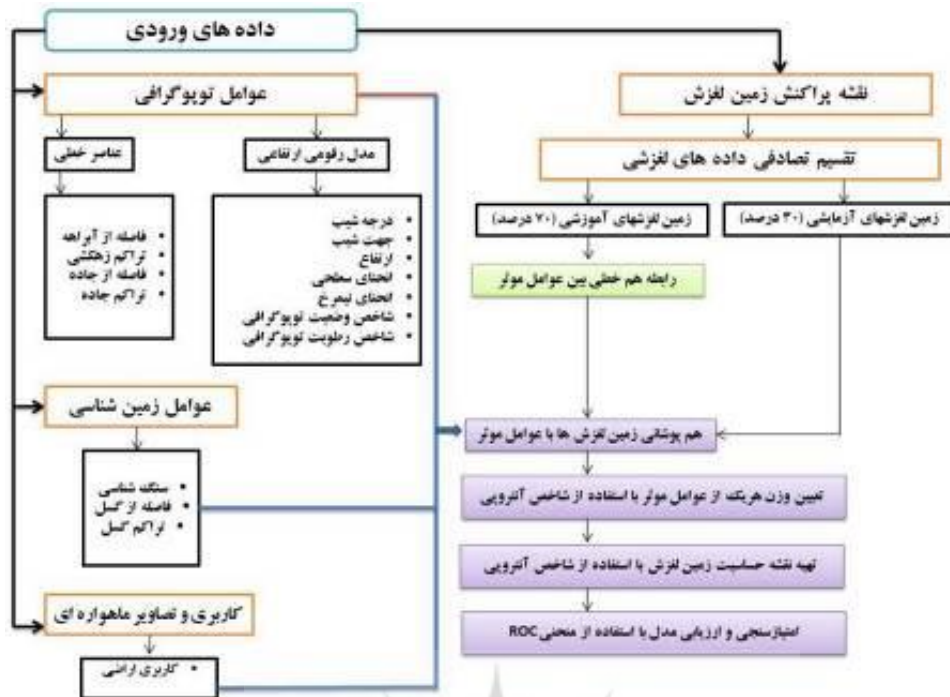 داده های ورودی
عوامل توپوگرافی
عناصر خطی
مدل رقومی ارتفاعی
فاصله از آبراهه
تراکم زهکشی
فاصله از جاده
تراکم جاده
درجه شیب
جهت شیب
ارتفاع
انحنای سطحی
انحنای نیمرخ
شاخص وضعیت توپوگرافی
شاخص رطوبت توپوگرافی
عوامل زمین شناسی
سنگ شناسی
فاصله از گسل
تراکم گسل
کاربری و تصاویر ماهواره ای
کاربری اراضی
نقشه پراکنش زمین لغزش
تقسیم تصادفی داده های لغزشی
زمین لغزشهای آموزشی (۷۰ درصد)
زمین لغزشهای آزمایشی (۳۰ درصد)
رابطه هم خطی بین عوامل موثر
هم پوشانی زمین لغزش ها با عوامل موثر
تعیین وزن هریک از عوامل موثر با استفاده از شاخص آنتروپی
تهیه نقشه حساسیت زمین لغزش با استفاده از شاخص آنتروپی
امتیازسنجی و ارزیابی مدل با استفاده از منحنی ROC